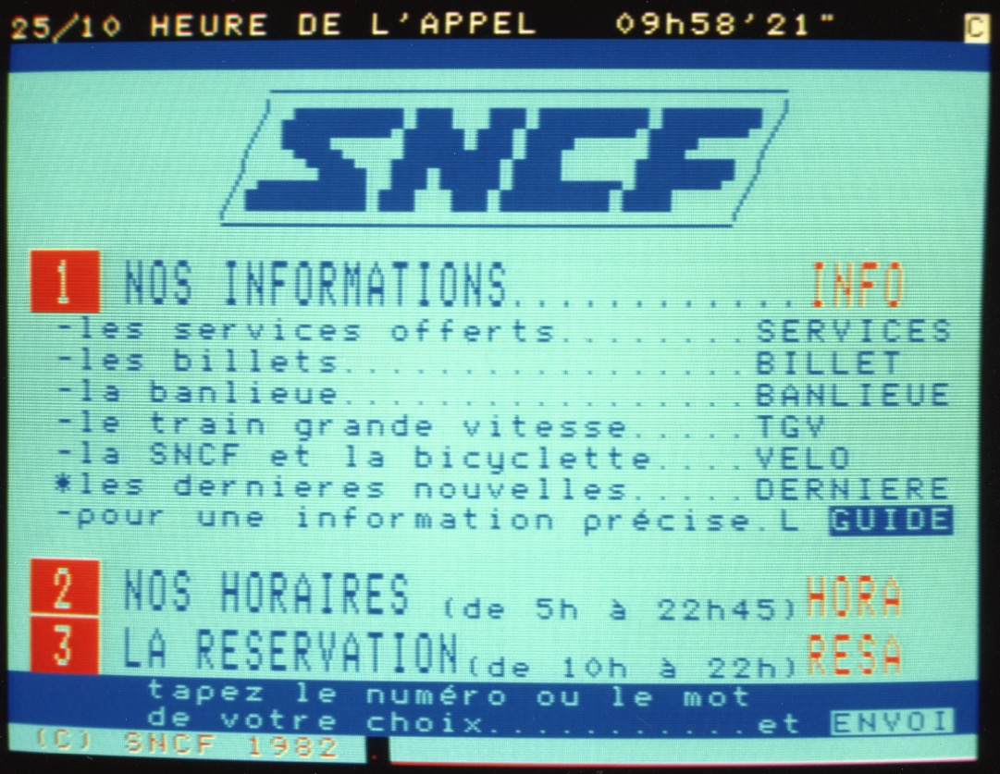 25/10 HEURE DE L'APPEL 09h58'21" C
SNCF
1 NOS INFORMATIONS............INFO
-les services offerts........SERVICES
-les billets.................BILLET
-la banlieue.................BANLIEUE
-le train grande vitesse.....TGV
-la SNCF et la bicyclette....VELO
*les dernieres nouvelles.....DERNIERE
-pour une information précise.L GUIDE
2 NOS HORAIRES (de 5h à 22h45) HORA
3 LA RESERVATION(de 10h à 22h) RESA
tapez le numéro ou le mot
de votre choix...........et ENVOI
(C) SNCF 1982